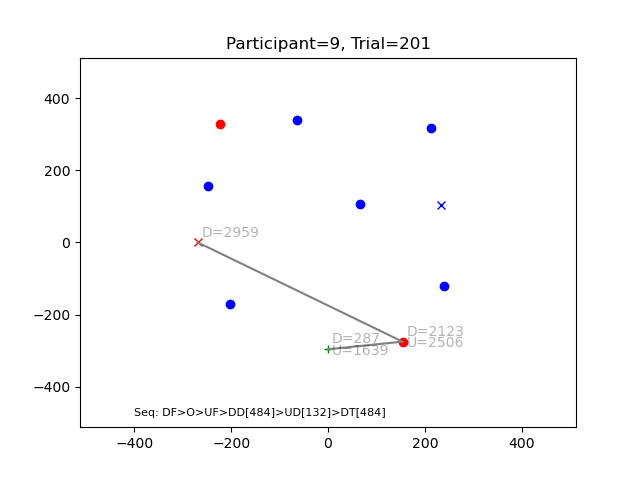 Participant=9, Trial=201
400
200
0
−200
−400
D=2959
D=2123
U=2506
D=287
U=1639
Seq: DF>O>UF>DD[484]>UD[132]>DT[484]
−400
−200
0
200
400